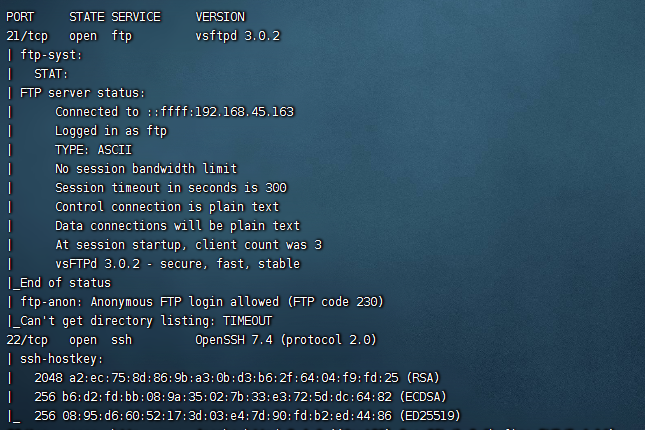 PORT     STATE SERVICE     VERSION
21/tcp   open  ftp         vsftpd 3.0.2
| ftp-syst:
|   STAT:
| FTP server status:
|      Connected to ::ffff:192.168.45.163
|      Logged in as ftp
|      TYPE: ASCII
|      No session bandwidth limit
|      Session timeout in seconds is 300
|      Control connection is plain text
|      Data connections will be plain text
|      At session startup, client count was 3
|      vsFTPd 3.0.2 - secure, fast, stable
|_End of status
| ftp-anon: Anonymous FTP login allowed (FTP code 230)
|_Can't get directory listing: TIMEOUT
22/tcp   open  ssh         OpenSSH 7.4 (protocol 2.0)
| ssh-hostkey:
|   2048 a2:ec:75:8d:86:9b:a3:0b:d3:b6:2f:64:04:f9:fd:25 (RSA)
|   256 b6:d2:fd:bb:08:9a:35:02:7b:33:e3:72:5d:dc:64:82 (ECDSA)
|_  256 08:95:d6:60:52:17:3d:03:e4:7d:90:fd:b2:ed:44:86 (ED25519)